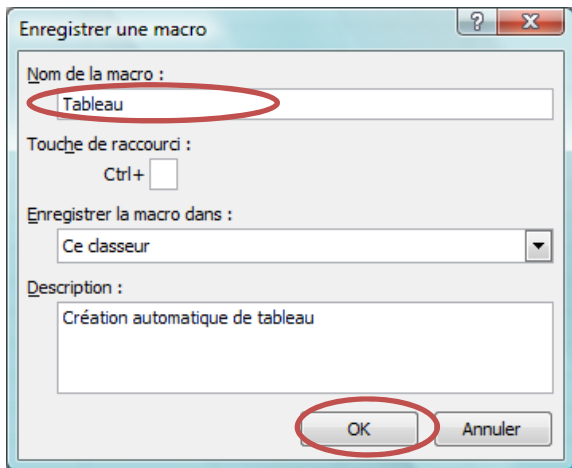 Enregistrer une macro
Nom de la macro :
Tableau
Touche de raccourci :
Ctrl+
Enregistrer la macro dans :
Ce classeur
Description :
Création automatique de tableau
OK Annuler